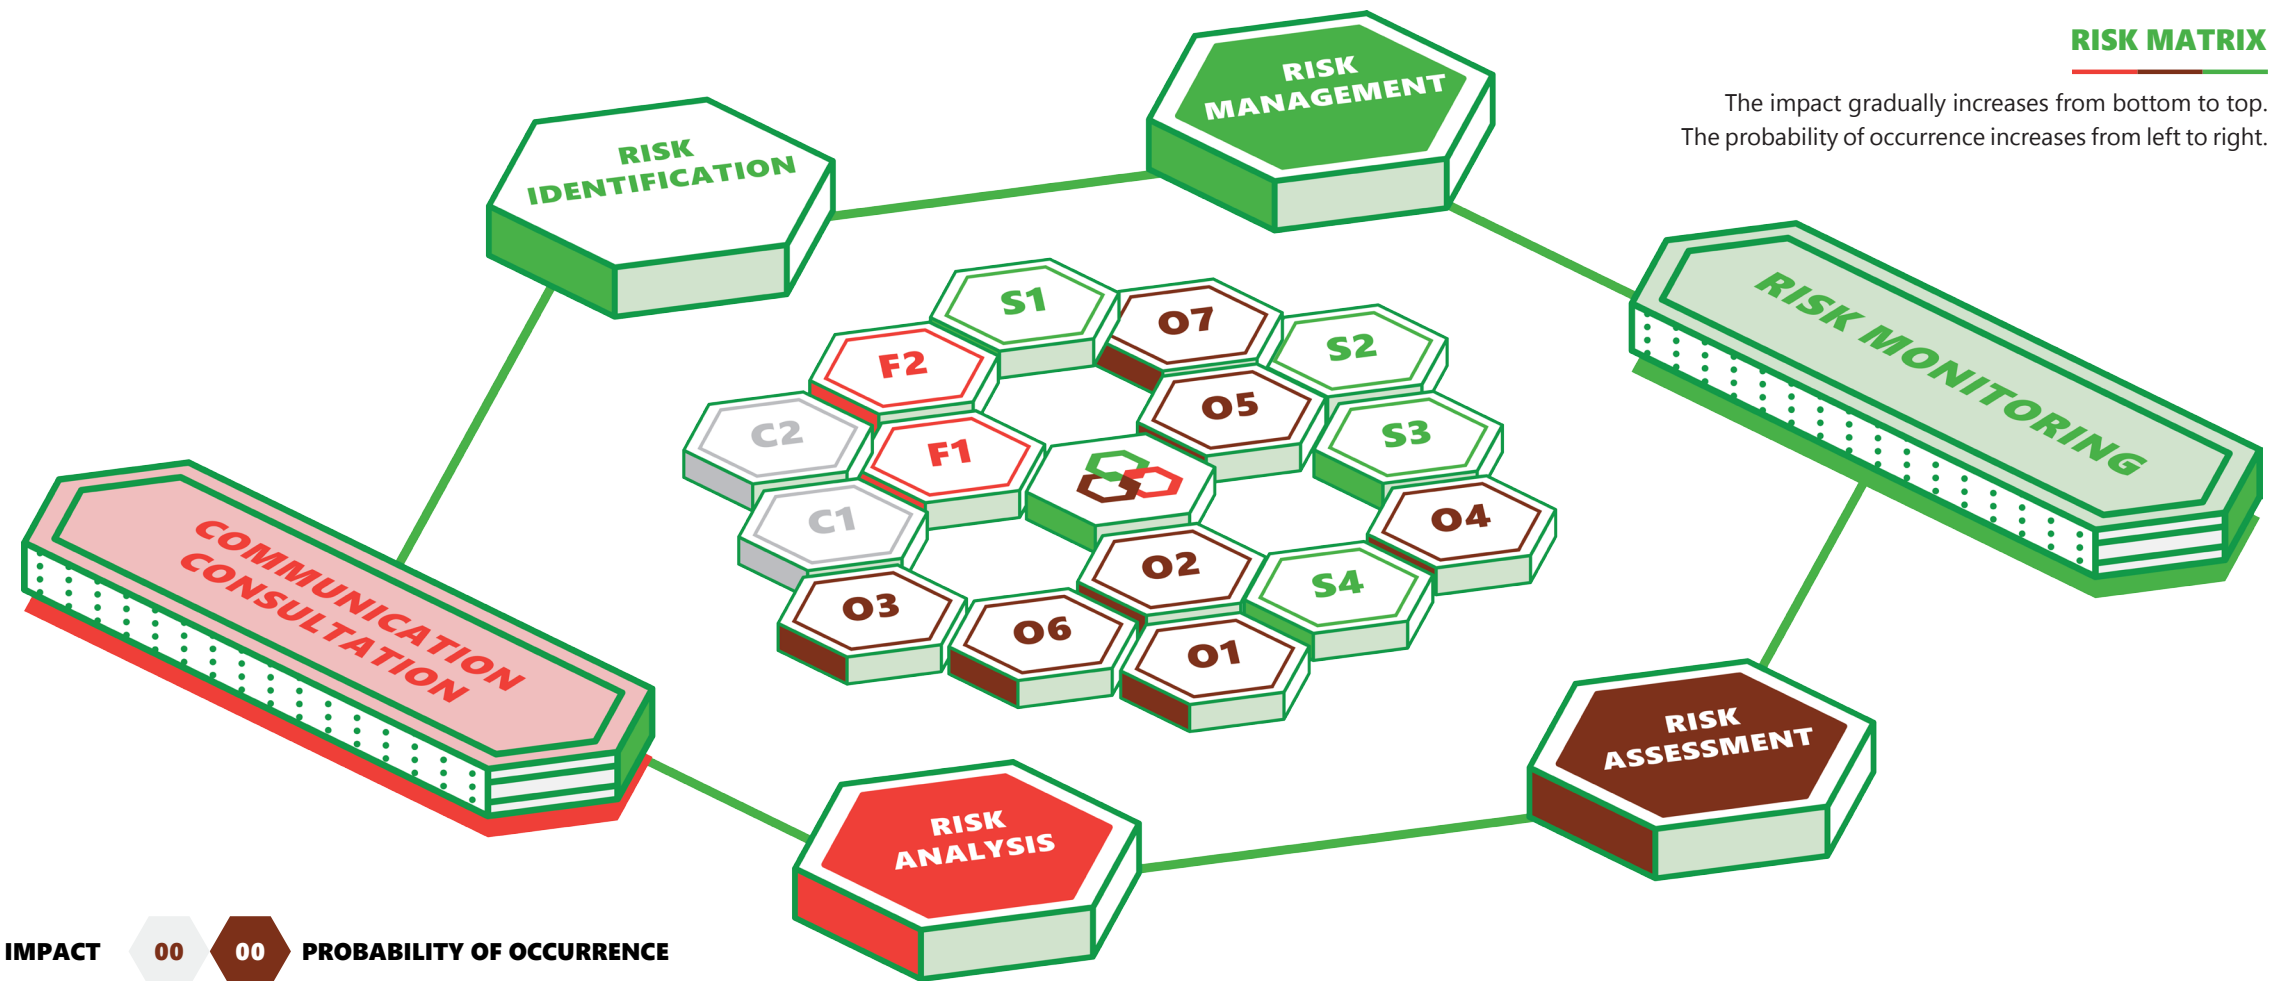 RISK MATRIX
The impact gradually increases from bottom to top.
The probability of occurrence increases from left to right.
RISK
MANAGEMENT
RISK
IDENTIFICATION
RISK MONITORING
S1
O7
S2
F2
O5
S3
C2
F1
O4
C1
O2
S4
O3
O6
O1
COMMUNICATION
CONSULTATION
RISK
ASSESSMENT
RISK
ANALYSIS
IMPACT 00 00 PROBABILITY OF OCCURRENCE